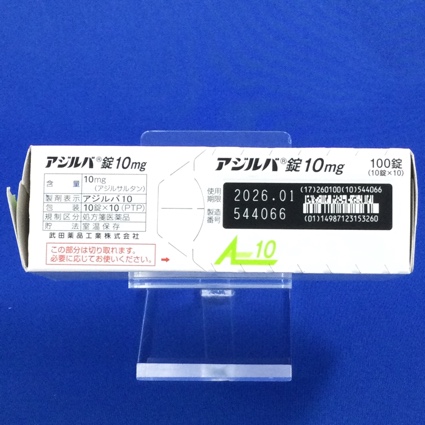 アジルバ®錠10mg
含量 10mg
(アジルサルタン)
製剤表示 アジルバ10
包装 10錠×10(PTP)
規制区分 処方箋医薬品
貯法 室温保存
武田薬品工業株式会社
この部分は切り取れます。
必要に応じてお使いください。
アジルバ®錠10mg
100錠
(10錠×10)
使用期限 2026.01
製造番号 544066
(17)260100(10)544066
(01)14987123153260
A 10